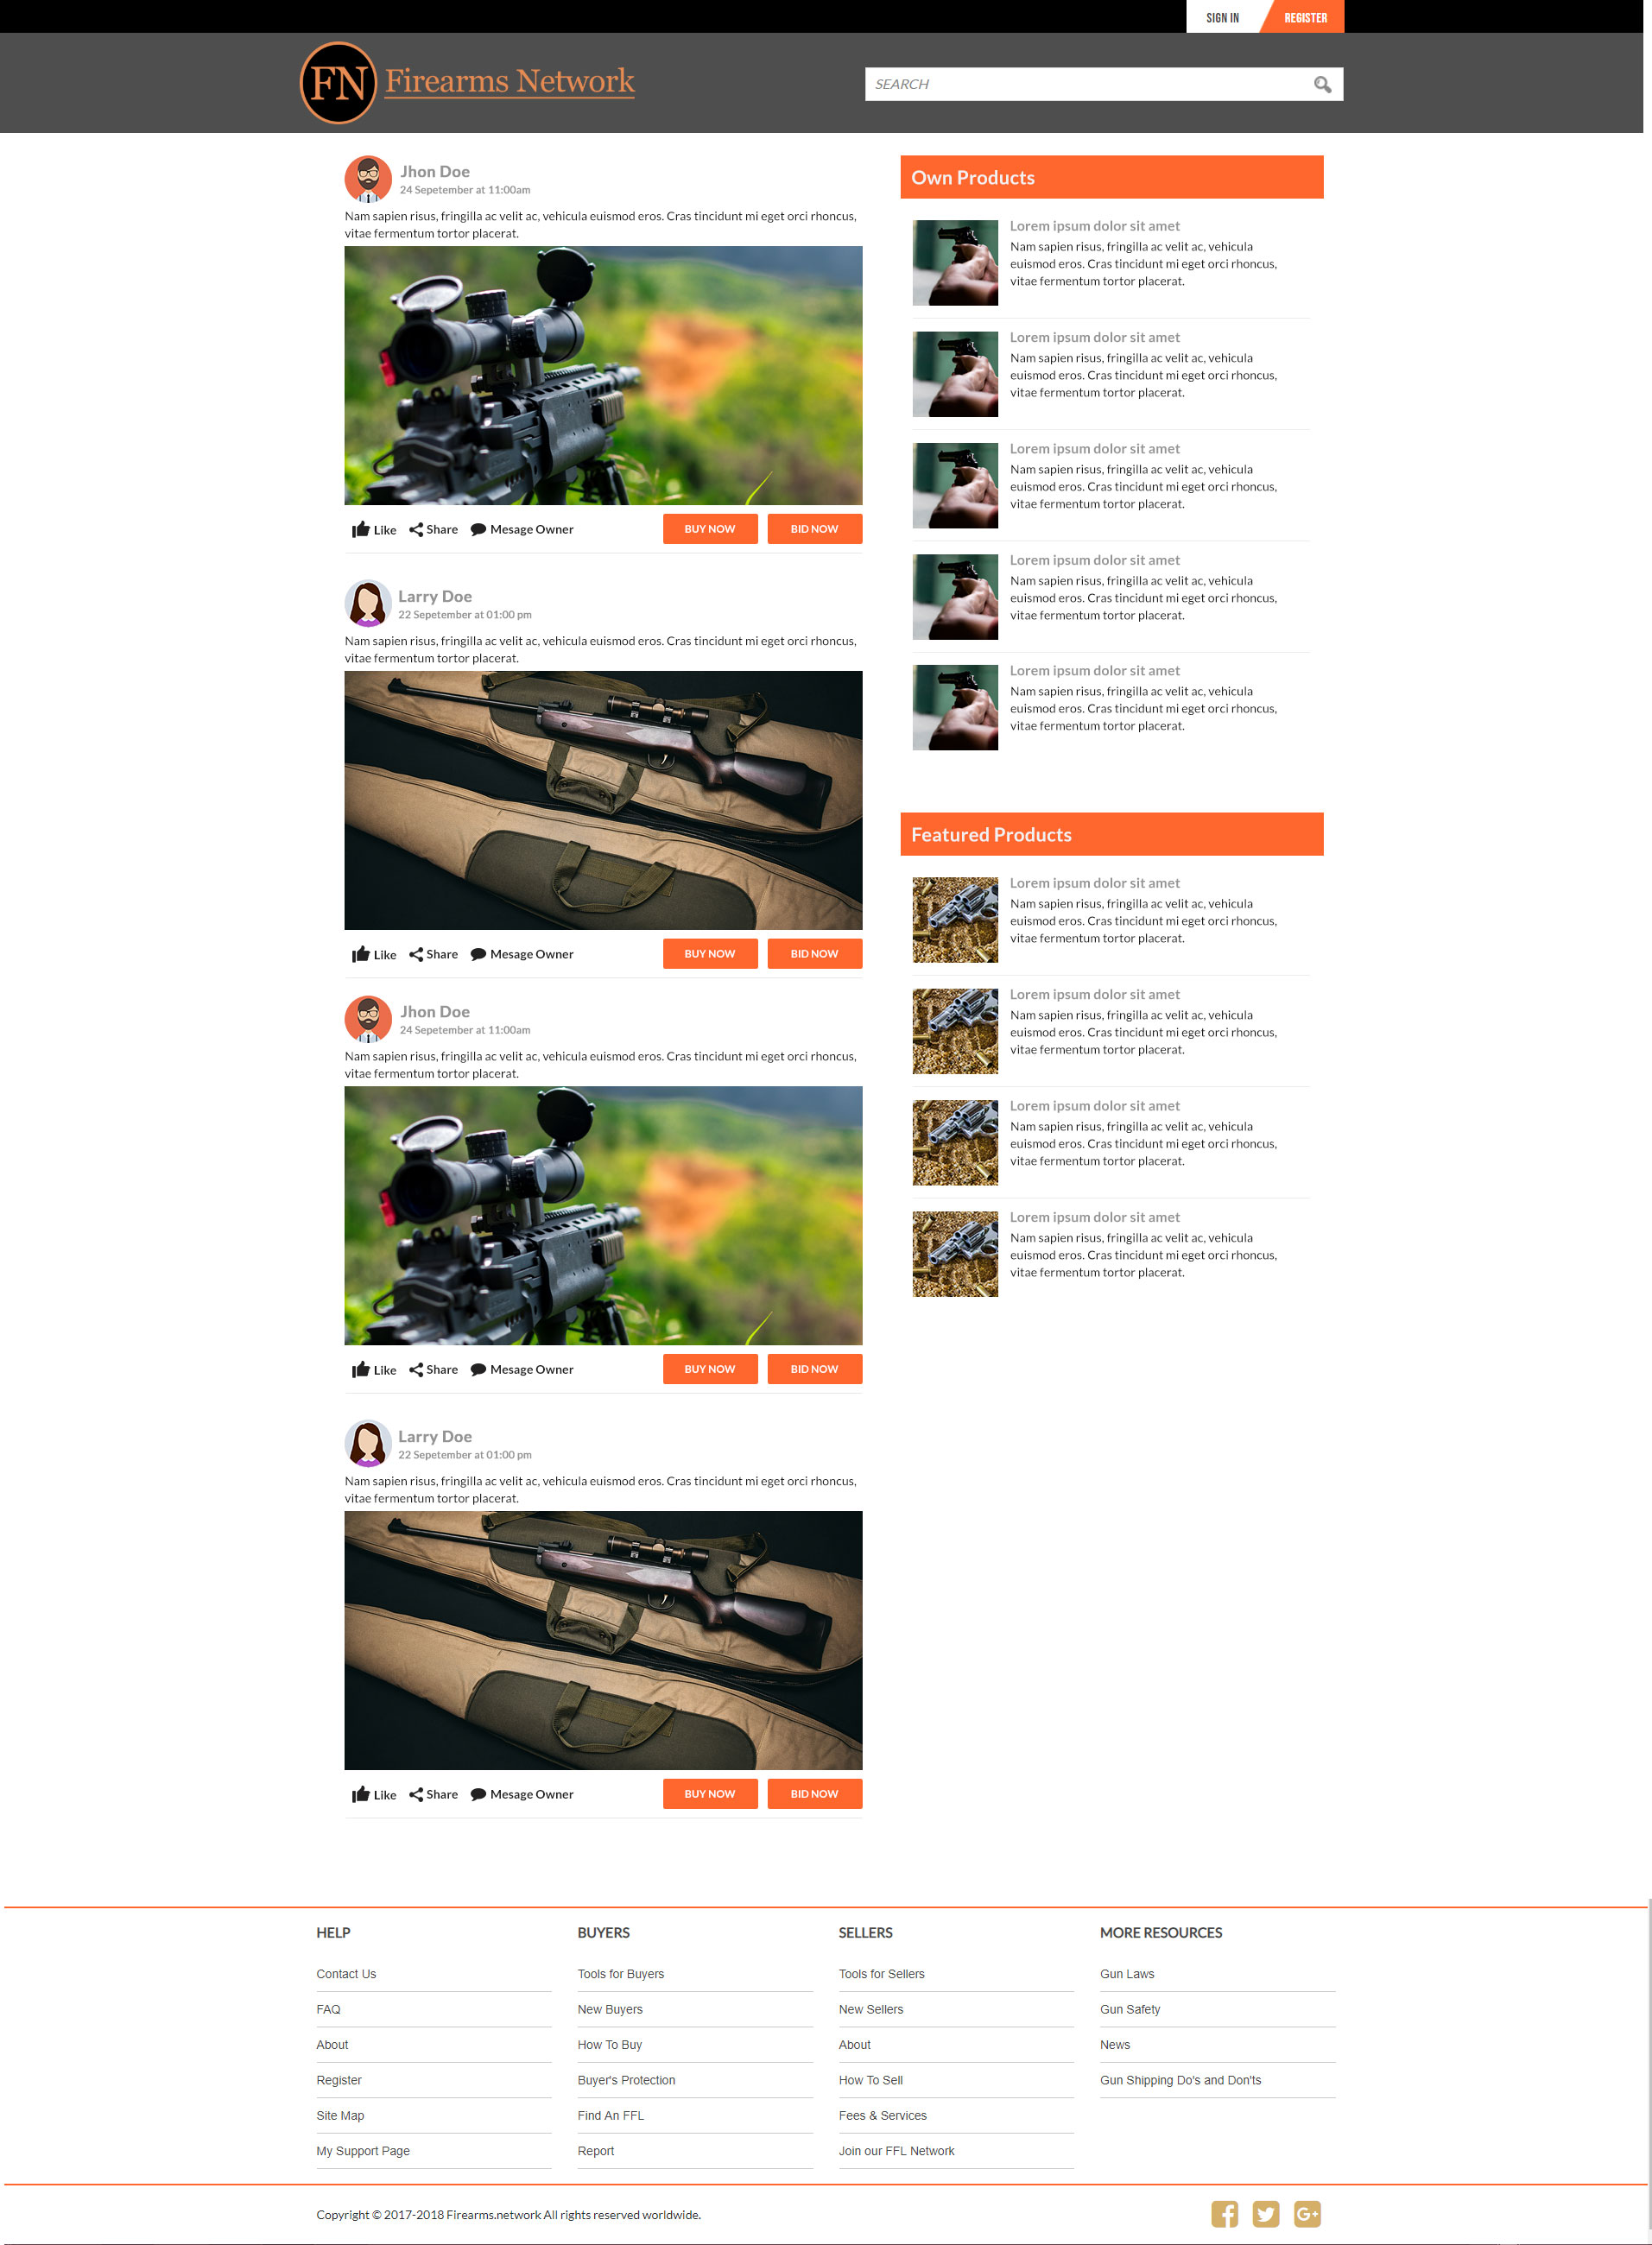 SIGN IN
REGISTER
FN Firearms Network
SEARCH
Jhon Doe
24 Sepetember at 11:00am
Nam sapien risus, fringilla ac velit ac, vehicula euismod eros. Cras tincidunt mi eget orci rhoncus,
vitae fermentum tortor placerat.
Like Share Mesage Owner BUY NOW BID NOW
Larry Doe
22 Sepetember at 01:00 pm
Nam sapien risus, fringilla ac velit ac, vehicula euismod eros. Cras tincidunt mi eget orci rhoncus,
vitae fermentum tortor placerat.
Like Share Mesage Owner BUY NOW BID NOW
Jhon Doe
24 Sepetember at 11:00am
Nam sapien risus, fringilla ac velit ac, vehicula euismod eros. Cras tincidunt mi eget orci rhoncus,
vitae fermentum tortor placerat.
Like Share Mesage Owner BUY NOW BID NOW
Larry Doe
22 Sepetember at 01:00 pm
Nam sapien risus, fringilla ac velit ac, vehicula euismod eros. Cras tincidunt mi eget orci rhoncus,
vitae fermentum tortor placerat.
Like Share Mesage Owner BUY NOW BID NOW
Own Products
Lorem ipsum dolor sit amet
Nam sapien risus, fringilla ac velit ac, vehicula
euismod eros. Cras tincidunt mi eget orci rhoncus,
vitae fermentum tortor placerat.
Lorem ipsum dolor sit amet
Nam sapien risus, fringilla ac velit ac, vehicula
euismod eros. Cras tincidunt mi eget orci rhoncus,
vitae fermentum tortor placerat.
Lorem ipsum dolor sit amet
Nam sapien risus, fringilla ac velit ac, vehicula
euismod eros. Cras tincidunt mi eget orci rhoncus,
vitae fermentum tortor placerat.
Lorem ipsum dolor sit amet
Nam sapien risus, fringilla ac velit ac, vehicula
euismod eros. Cras tincidunt mi eget orci rhoncus,
vitae fermentum tortor placerat.
Lorem ipsum dolor sit amet
Nam sapien risus, fringilla ac velit ac, vehicula
euismod eros. Cras tincidunt mi eget orci rhoncus,
vitae fermentum tortor placerat.
Featured Products
Lorem ipsum dolor sit amet
Nam sapien risus, fringilla ac velit ac, vehicula
euismod eros. Cras tincidunt mi eget orci rhoncus,
vitae fermentum tortor placerat.
Lorem ipsum dolor sit amet
Nam sapien risus, fringilla ac velit ac, vehicula
euismod eros. Cras tincidunt mi eget orci rhoncus,
vitae fermentum tortor placerat.
Lorem ipsum dolor sit amet
Nam sapien risus, fringilla ac velit ac, vehicula
euismod eros. Cras tincidunt mi eget orci rhoncus,
vitae fermentum tortor placerat.
Lorem ipsum dolor sit amet
Nam sapien risus, fringilla ac velit ac, vehicula
euismod eros. Cras tincidunt mi eget orci rhoncus,
vitae fermentum tortor placerat.
HELP
Contact Us
FAQ
About
Register
Site Map
My Support Page
BUYERS
Tools for Buyers
New Buyers
How To Buy
Buyer's Protection
Find An FFL
Report
SELLERS
Tools for Sellers
New Sellers
About
How To Sell
Fees & Services
Join our FFL Network
MORE RESOURCES
Gun Laws
Gun Safety
News
Gun Shipping Do's and Don'ts
Copyright © 2017-2018 Firearms.network All rights reserved worldwide.